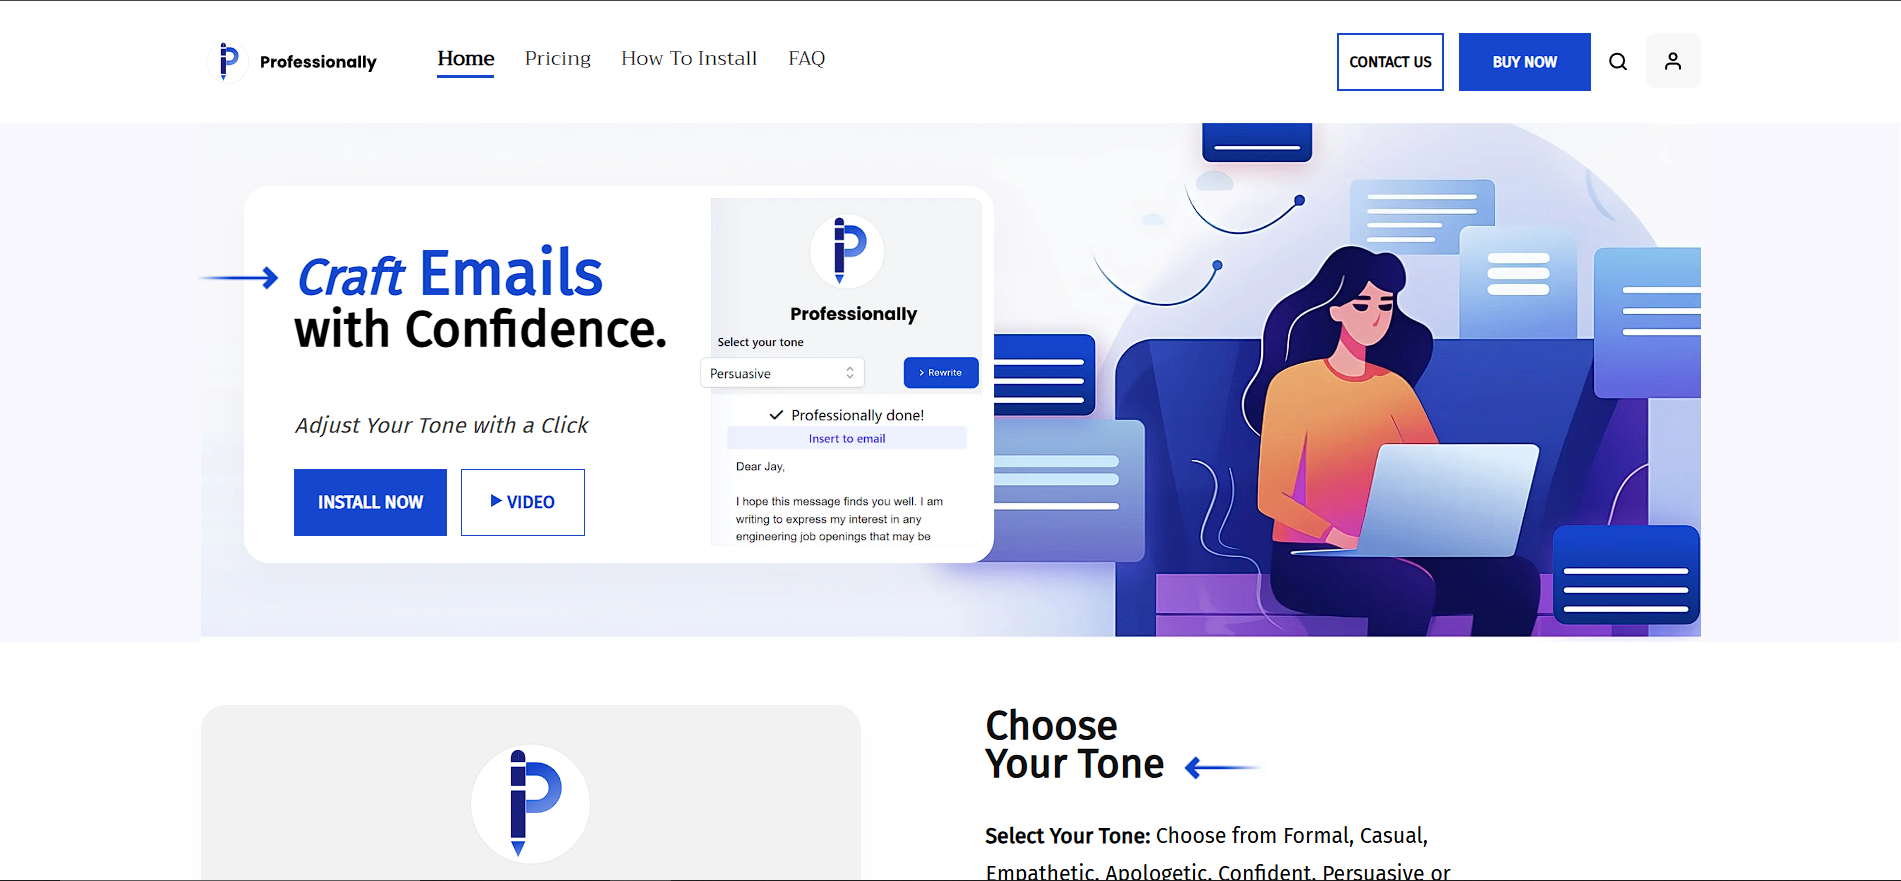 Professionally
Home
Pricing
How To Install
FAQ
CONTACT US
BUY NOW
Craft Emails
with Confidence.
Adjust Your Tone with a Click
INSTALL NOW
VIDEO
Professionally
Select your tone
Persuasive
Rewrite
Professionally done!
Insert to email
Dear Jay,
I hope this message finds you well. I am
writing to express my interest in any
engineering job openings that may be
Choose
Your Tone
Select Your Tone: Choose from Formal, Casual,
Empathetic, Apologetic, Confident, Persuasive or